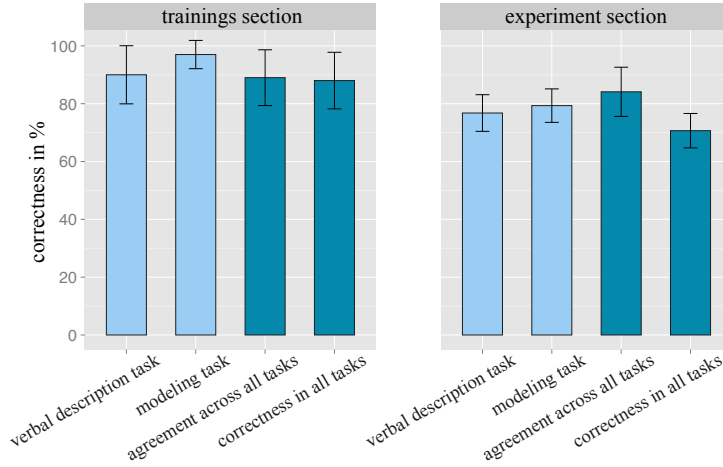 trainings section
experiment section
correctness in %
100
80
60
40
20
0
verbal description task
modeling task
agreement across all tasks
correctness in all tasks
verbal description task
modeling task
agreement across all tasks
correctness in all tasks